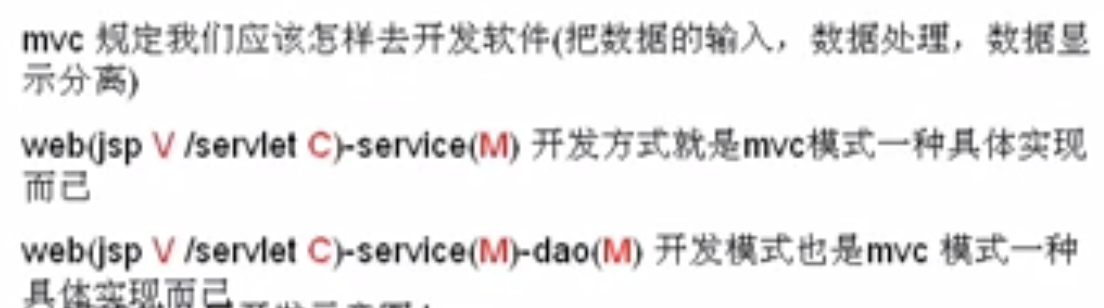 mvc 规定我们应该怎样去开发软件(把数据的输入，数据处理，数据显
示分离)
web(jsp V /servlet C)-service(M) 开发方式就是mvc模式一种具体实现
而已
web(jsp V /servlet C)-service(M)-dao(M) 开发模式也是mvc 模式一种
具体实现而已